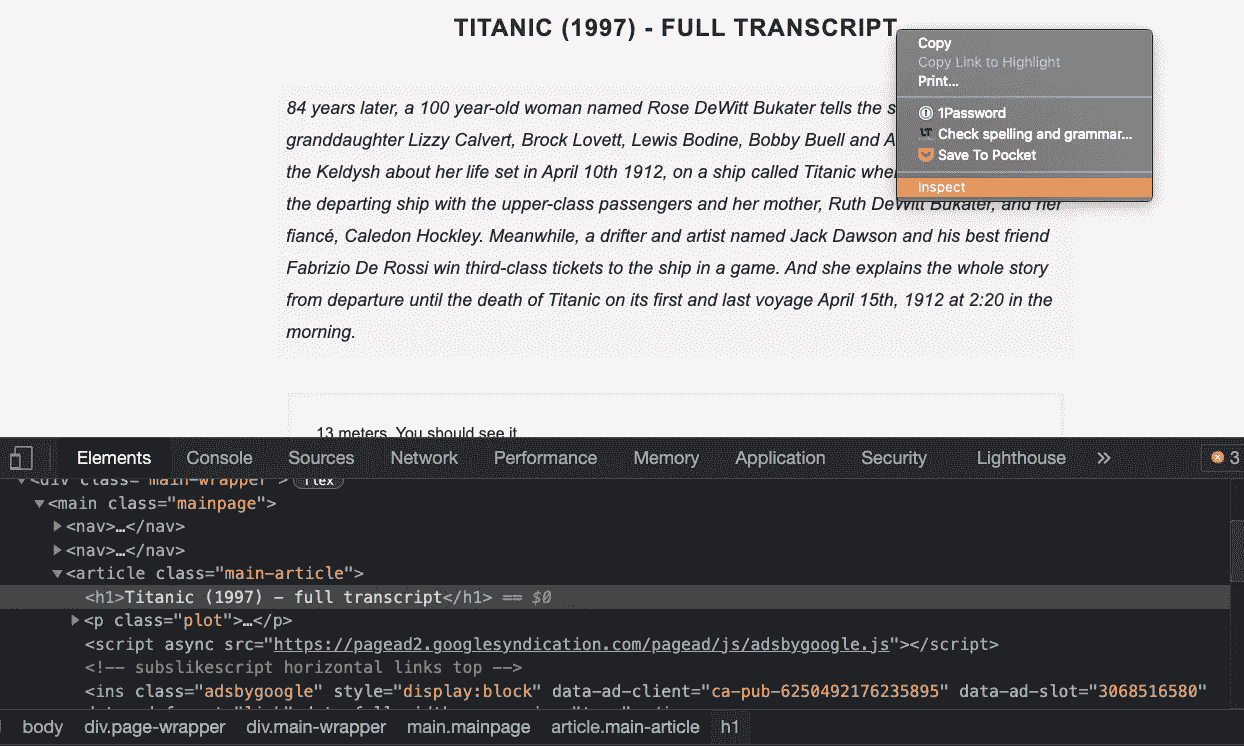 TITANIC (1997) - FULL TRANSCRIPT
Copy
Copy Link to Highlight
Print...
1Password
LT Check spelling and grammar...
Save To Pocket
Inspect
84 years later, a 100 year-old woman named Rose DeWitt Bukater tells the s
granddaughter Lizzy Calvert, Brock Lovett, Lewis Bodine, Bobby Buell and A
the Keldysh about her life set in April 10th 1912, on a ship called Titanic whe
the departing ship with the upper-class passengers and her mother, Ruth DeWitt Bukater, and her
fiancé, Caledon Hockley. Meanwhile, a drifter and artist named Jack Dawson and his best friend
Fabrizio De Rossi win third-class tickets to the ship in a game. And she explains the whole story
from departure until the death of Titanic on its first and last voyage April 15th, 1912 at 2:20 in the
morning.
13 meters. You should see it.
Elements Console Sources Network Performance Memory Application Security Lighthouse » 3
<div class="main-wrapper"> flex
<main class="mainpage">
<nav>…</nav>
<nav>…</nav>
<article class="main-article">
<h1>Titanic (1997) - full transcript</h1> == $0
<p class="plot">…</p>
<script async src="https://pagead2.googlesyndication.com/pagead/js/adsbygoogle.js"></script>
<!-- subslikescript horizontal links top -->
<ins class="adsbygoogle" style="display:block" data-ad-client="ca-pub-6250492176235895" data-ad-slot="3068516580"
body div.page-wrapper div.main-wrapper main.mainpage article.main-article h1